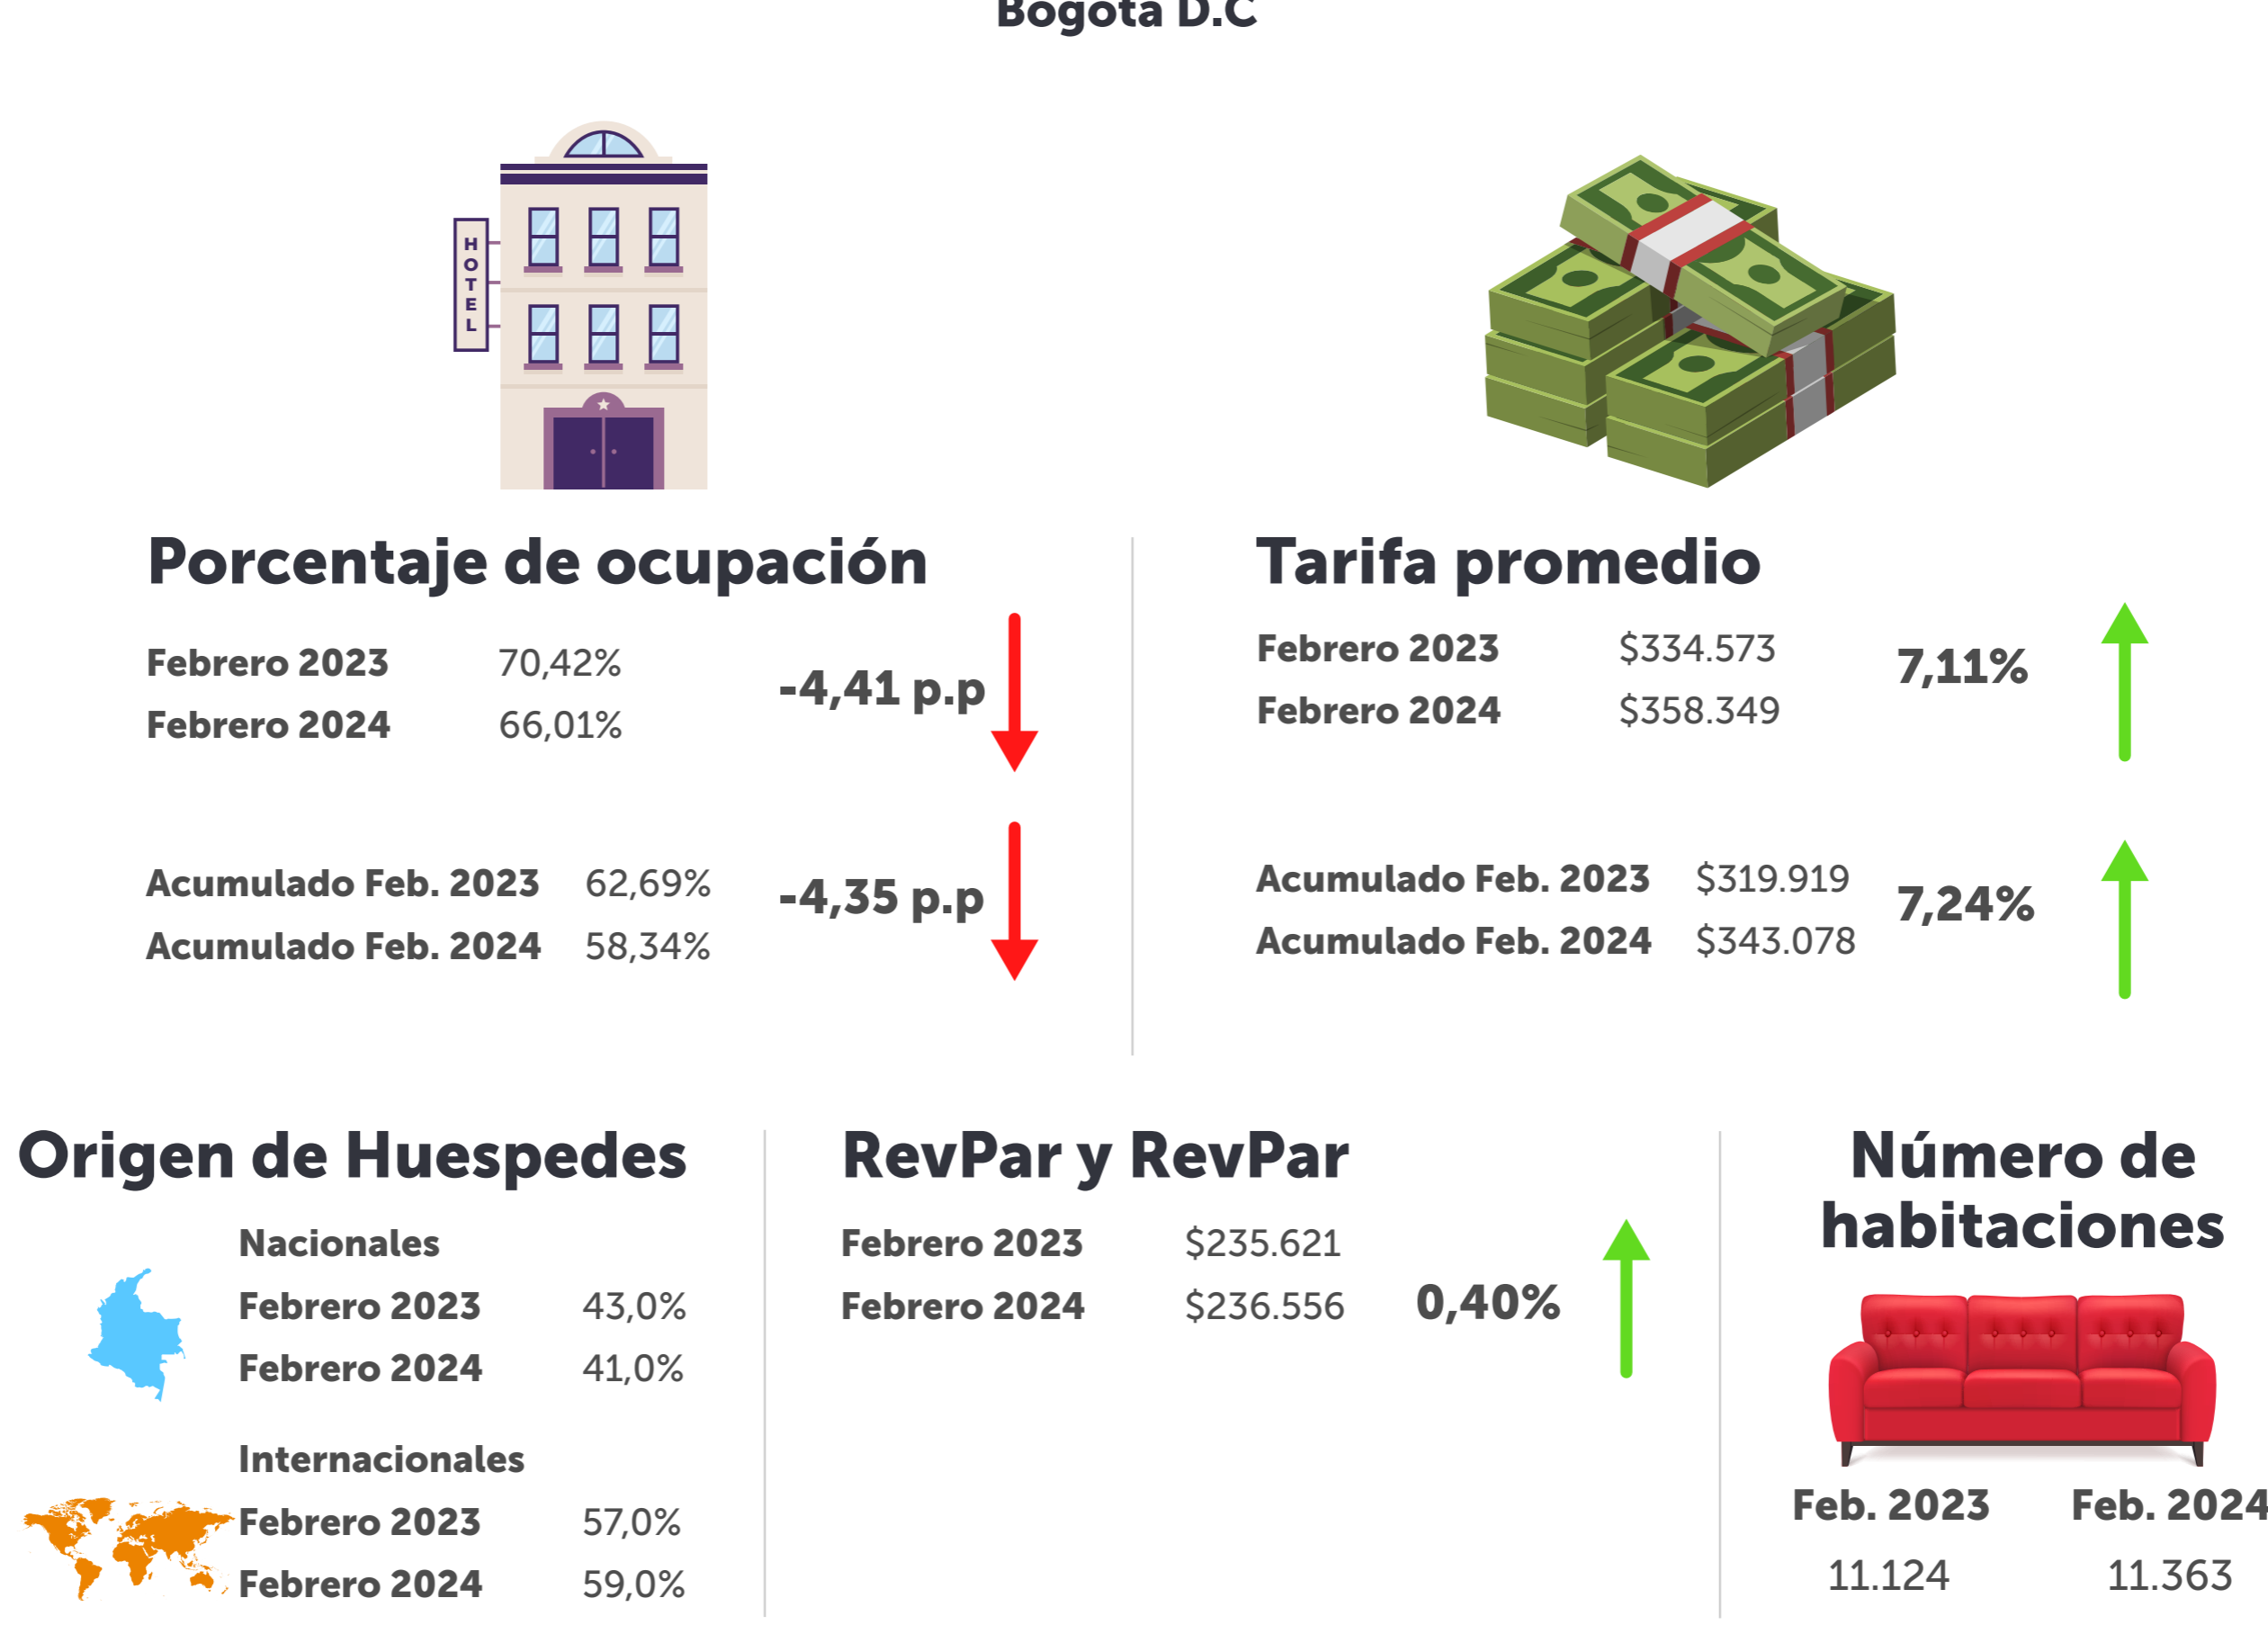 Bogotá D.C
HOTEL
Porcentaje de ocupación
Febrero 2023 70,42%
Febrero 2024 66,01%
-4,41 p.p
Acumulado Feb. 2023 62,69%
Acumulado Feb. 2024 58,34%
-4,35 p.p
Tarifa promedio
Febrero 2023 $334.573
Febrero 2024 $358.349
7,11%
Acumulado Feb. 2023 $319.919
Acumulado Feb. 2024 $343.078
7,24%
Origen de Huespedes
Nacionales
Febrero 2023 43,0%
Febrero 2024 41,0%
Internacionales
Febrero 2023 57,0%
Febrero 2024 59,0%
RevPar y RevPar
Febrero 2023 $235.621
Febrero 2024 $236.556
0,40%
Número de
habitaciones
Feb. 2023 Feb. 2024
11.124 11.363